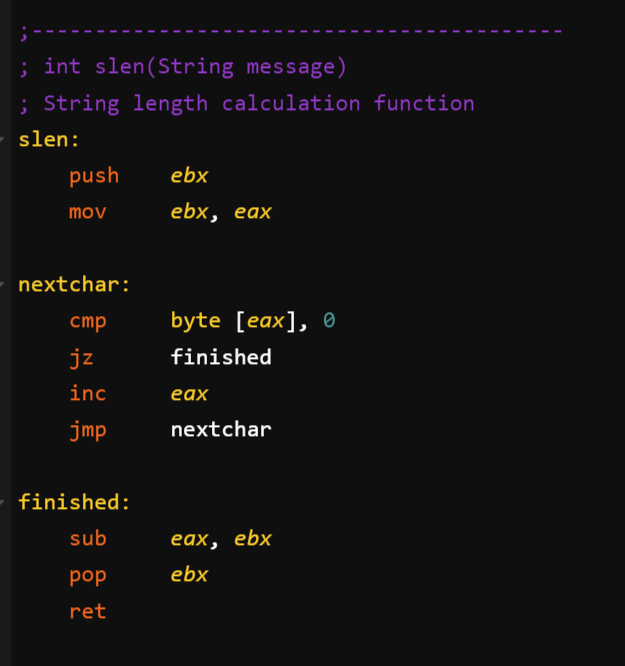 ;------------------------------------------
; int slen(String message)
; String length calculation function
slen:
push ebx
mov ebx, eax
nextchar:
cmp byte [eax], 0
jz finished
inc eax
jmp nextchar
finished:
sub eax, ebx
pop ebx
ret